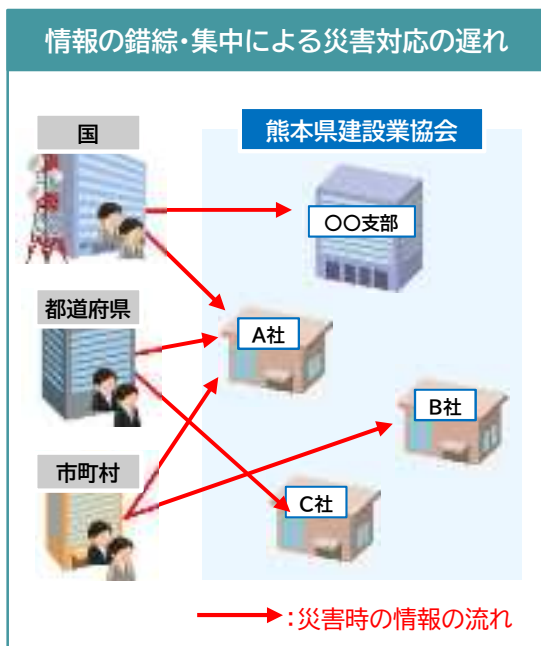 情報の錯綜・集中による災害対応の遅れ
国
熊本県建設業協会
〇〇支部
都道府県
A社
B社
市町村
C社
:災害時の情報の流れ